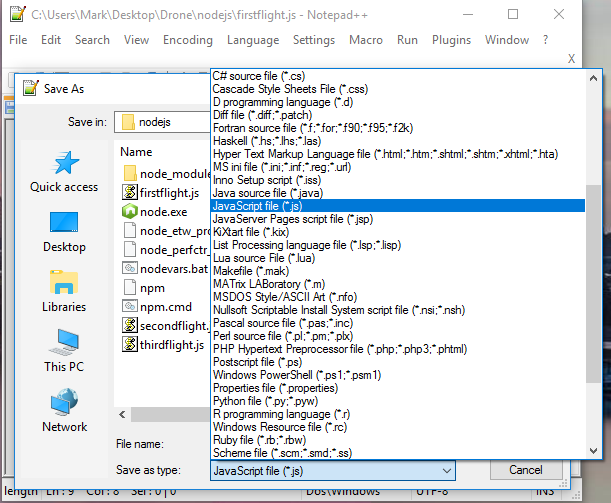 C:\Users\Mark\Desktop\Drone\nodejs\firstflight.js - Notepad++
File Edit Search View Encoding Language Settings Macro Run Plugins Window ?
X
Save As
Save in: nodejs
Quick access
Desktop
Libraries
This PC
Network
Name
node_module
firstflight.js
node.exe
node_etw_pro
node_perfctr_
nodevars.bat
npm
npm.cmd
secondflight.
thirdflight.js
C# source file (*.cs)
Cascade Style Sheets File (*.css)
D programming language (*.d)
Diff file (*.diff;*.patch)
Fortran source file (*.f;*.for;*.f90;*.f95;*.f2k)
Haskell (*.hs;*.lhs;*.las)
Hyper Text Markup Language file (*.html;*.htm;*.shtml;*.shtm;*.xhtml;*.hta)
MS ini file (*.ini;*.inf;*.reg;*.url)
Inno Setup script (*.iss)
Java source file (*.java)
JavaScript file (*.js)
JavaServer Pages script file (*.jsp)
KiXtart file (*.kix)
List Processing language file (*.lsp;*.lisp)
Lua source File (*.lua)
Makefile (*.mak)
MATrix LABoratory (*.m)
MSDOS Style/ASCII Art (*.nfo)
Nullsoft Scriptable Install System script file (*.nsi;*.nsh)
Pascal source file (*.pas;*.inc)
Perl source file (*.pl;*.pm;*.plx)
PHP Hypertext Preprocessor file (*.php;*.php3;*.phtml)
Postscript file (*.ps)
Windows PowerShell (*.ps1;*.psm1)
Properties file (*.properties)
Python file (*.py;*.pyw)
R programming language (*.r)
Windows Resource file (*.rc)
Ruby file (*.rb;*.rbw)
Scheme file (*.scm;*.smd;*.ss)
File name:
Save as type: JavaScript file (*.js) Cancel
length Ln : 9 Col : 8 Sel : 0 | 0 Dos\Windows UTF-8 INS